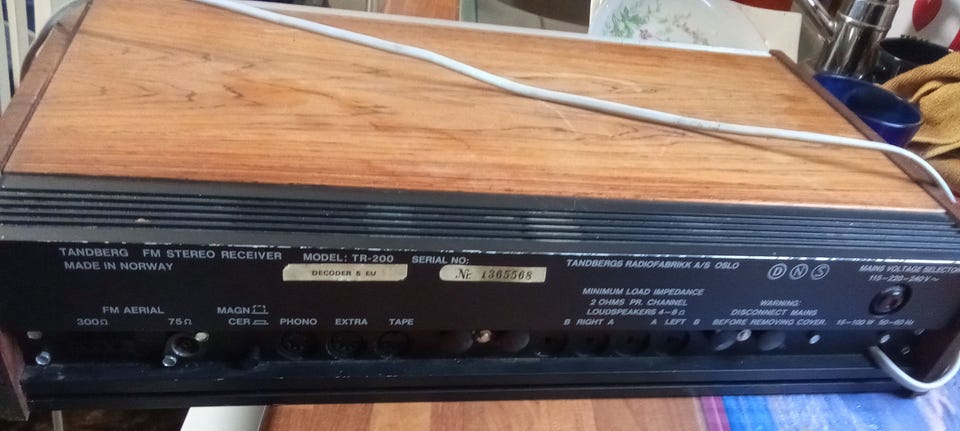 TANDBERG FM STEREO RECEIVER MODEL: TR-200 SERIAL NO:
MADE IN NORWAY
DECODER 5 EU
Nr. 1365568
TANDBERGS RADIOFABRIKK A/S OSLO
D N S
MAINS VOLTAGE SELECTOR
115-220-240V~
FM AERIAL
300Ω 75Ω
MAGN
CER
PHONO EXTRA TAPE
MINIMUM LOAD IMPEDANCE
2 OHMS PR. CHANNEL
LOUDSPEAKERS 4-8Ω
B RIGHT A A LEFT B
WARNING:
DISCONNECT MAINS
BEFORE REMOVING COVER.
15-100 W 50-60 Hz